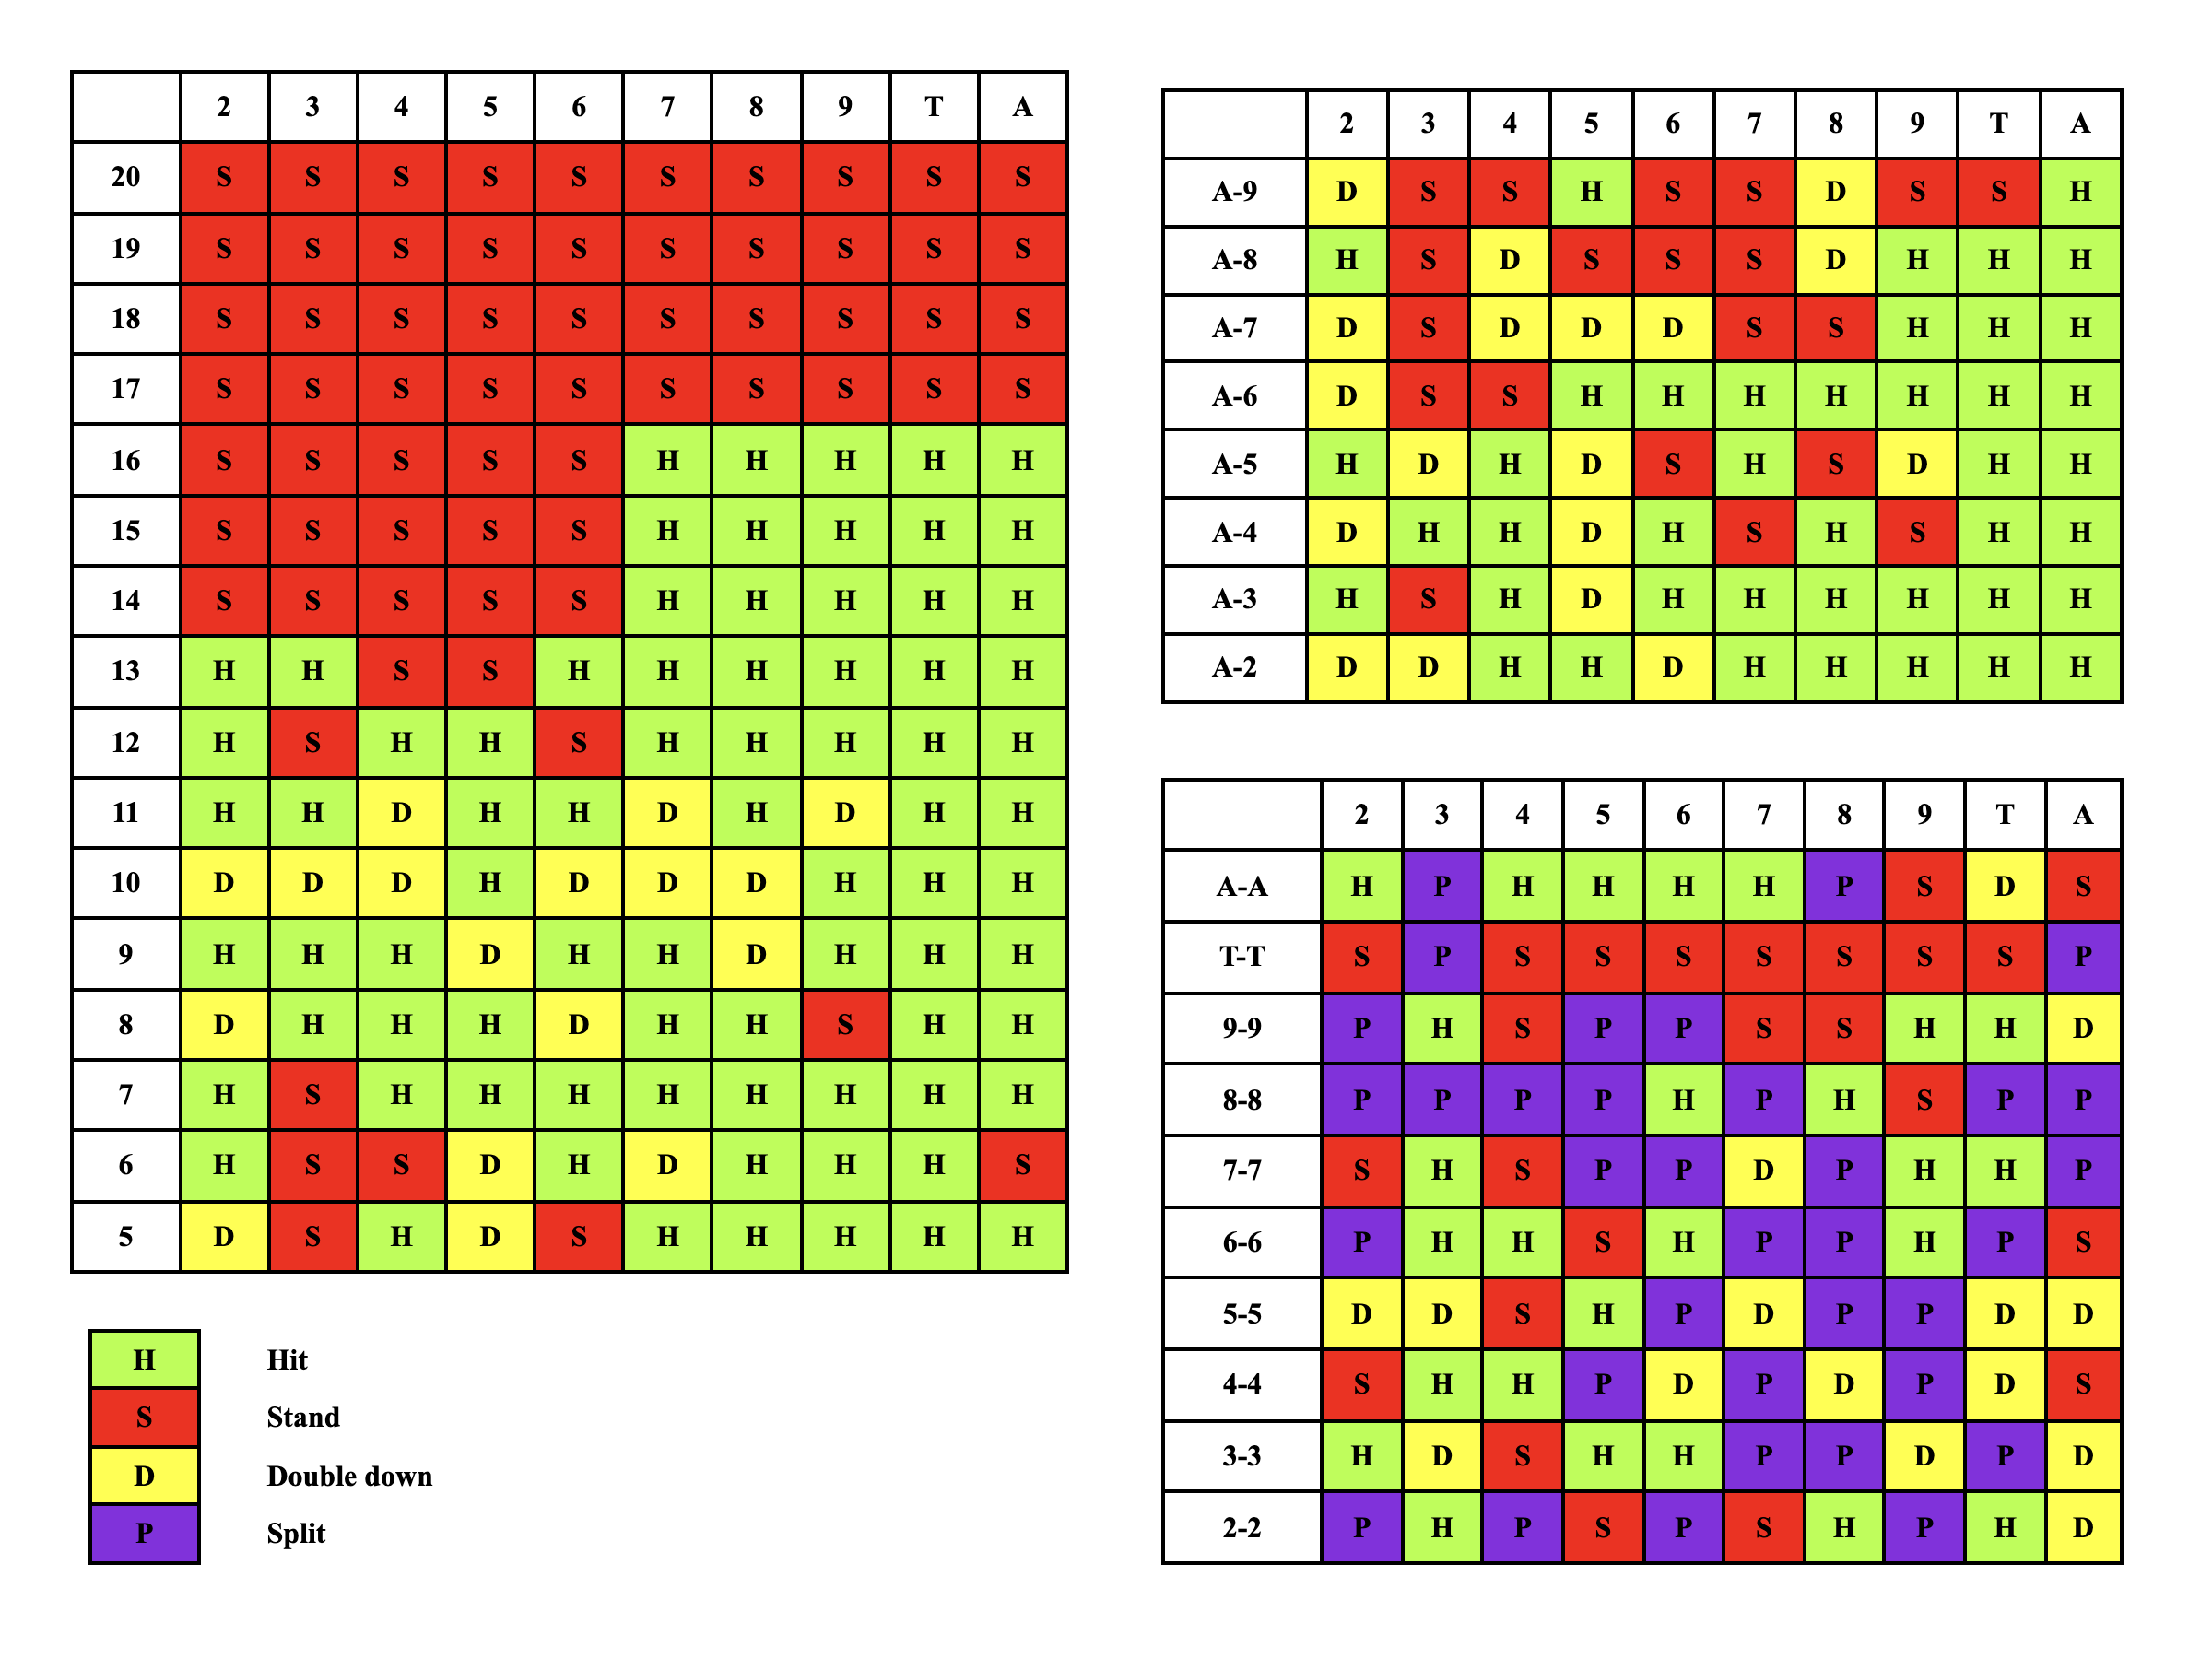 2 3 4 5 6 7 8 9 T A
20 S S S S S S S S S S
19 S S S S S S S S S S
18 S S S S S S S S S S
17 S S S S S S S S S S
16 S S S S S H H H H H
15 S S S S S H H H H H
14 S S S S S H H H H H
13 H H S S H H H H H H
12 H S H H S H H H H H
11 H H D H H D H D H H
10 D D D H D D D H H H
9 H H H D H H D H H H
8 D H H H D H H S H H
7 H S H H H H H H H H
6 H S S D H D H H H S
5 D S H D S H H H H H
H Hit
S Stand
D Double down
P Split
2 3 4 5 6 7 8 9 T A
A-9 D S S H S S D S S H
A-8 H S D S S S D H H H
A-7 D S D D D S S H H H
A-6 D S S H H H H H H H
A-5 H D H D S H S D H H
A-4 D H H D H S H S H H
A-3 H S H D H H H H H H
A-2 D D H H D H H H H H
2 3 4 5 6 7 8 9 T A
A-A H P H H H H P S D S
T-T S P S S S S S S S P
9-9 P H S P P S S H H D
8-8 P P P P H P H S P P
7-7 S H S P P D P H H P
6-6 P H H S H P P H P S
5-5 D D S H P D P P D D
4-4 S H H P D P D P D S
3-3 H D S H H P P D P D
2-2 P H P S P S H P H D